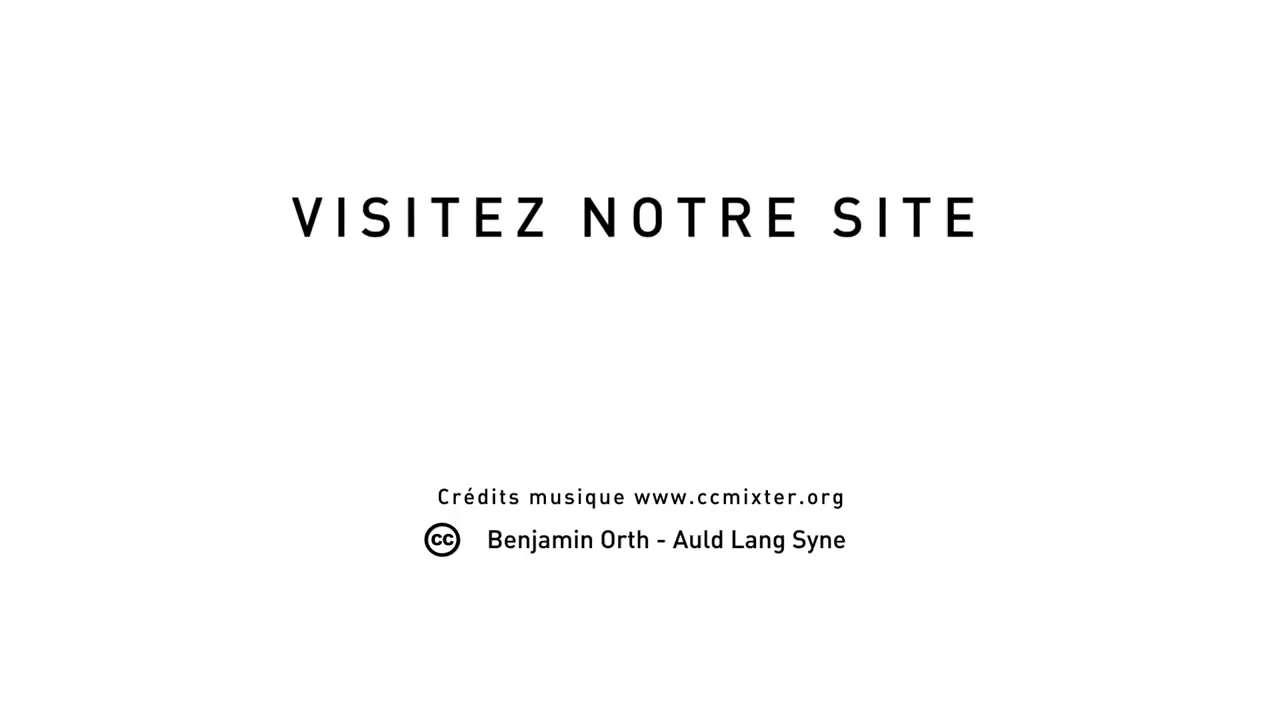 VISITEZ NOTRE SITE
Crédits musique www.ccmixter.org
cc Benjamin Orth - Auld Lang Syne